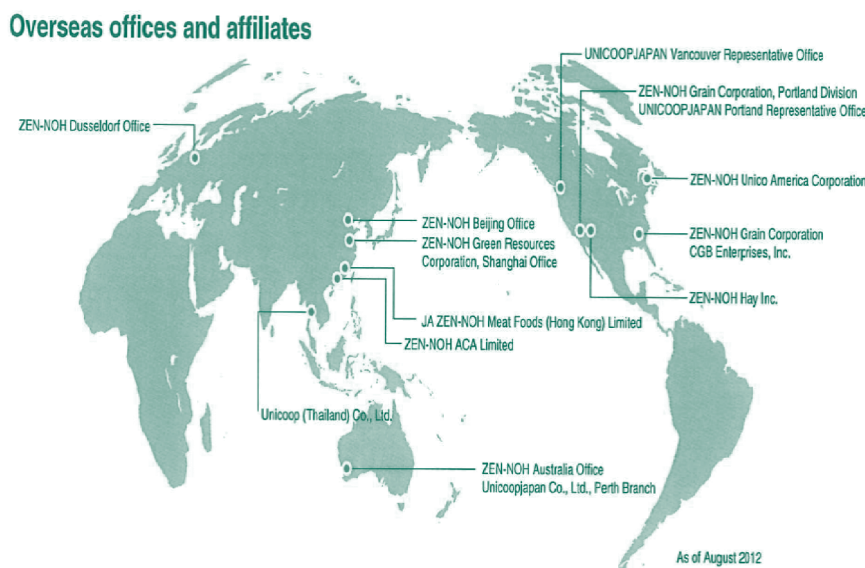 Overseas offices and affiliates
UNICOOPJAPAN Vancouver Representative Office
ZEN-NOH Grain Corporation, Portland Division
UNICOOPJAPAN Portland Representative Office
ZEN-NOH Dusseldorf Office
ZEN-NOH Unico America Corporation
ZEN-NOH Beijing Office
ZEN-NOH Green Resources
Corporation, Shanghai Office
ZEN-NOH Grain Corporation
CGB Enterprises, Inc.
ZEN-NOH Hay Inc.
JA ZEN-NOH Meat Foods (Hong Kong) Limited
ZEN-NOH ACA Limited
Unicoop (Thailand) Co., Ltd.
ZEN-NOH Australia Office
Unicoopjapan Co., Ltd., Perth Branch
As of August 2012